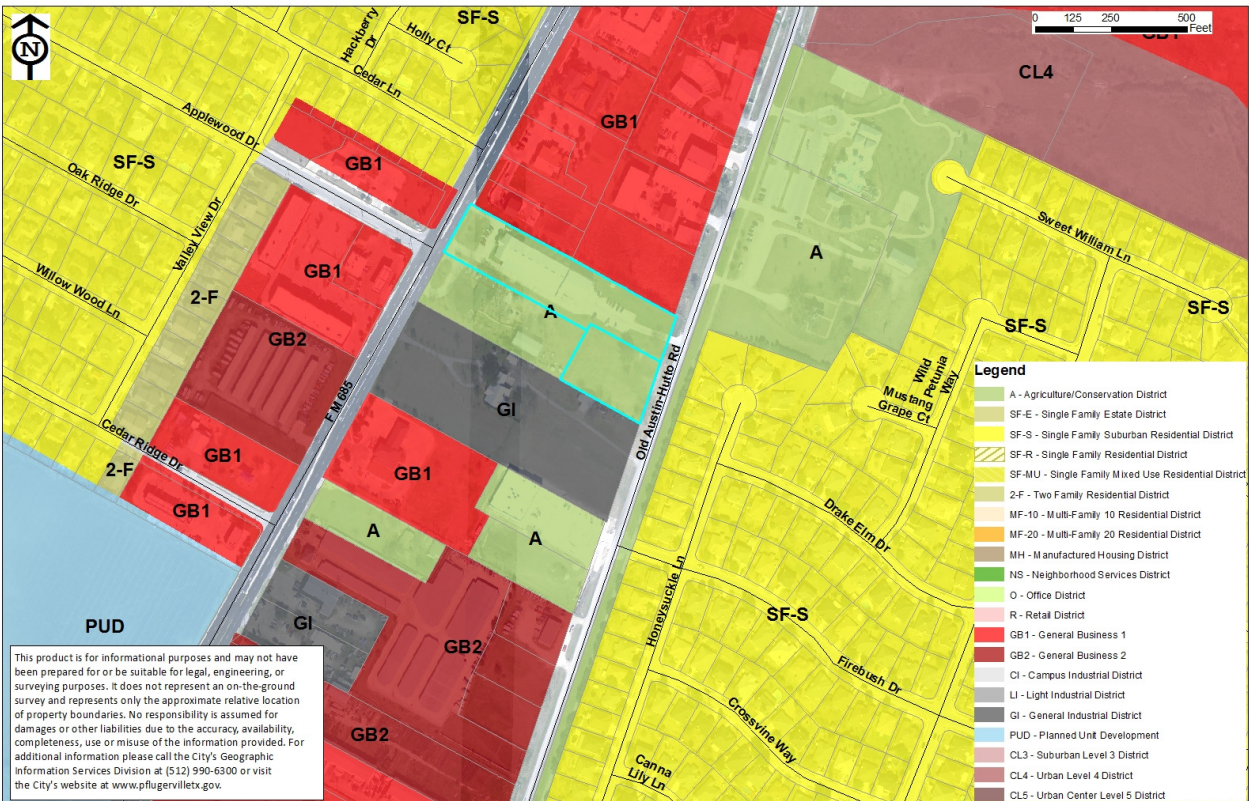 N
0 125 250 500
Feet
SF-S
Hackberry
Dr
Holly Ct
Cedar Ln
GB1
CL4
GB1
Applewood Dr
SF-S
GB1
Oak Ridge Dr
Valley View Dr
Sweet William Ln
A
GB1
Willow Wood Ln
2-F
A
SF-S
SF-S
GB2
Wild
Petunia
Way
Mustang
Grape Ct
F M 685
Old Austin-Hutto Rd
GI
Cedar Ridge Dr
GB1
GB1
2-F
GB1
A
A
Drake Elm Dr
Honeysuckle Ln
SF-S
GI
PUD
GB2
Firebush Dr
Crossvine Way
GB2
Canna
Lily Ln
Legend
A - Agriculture/Conservation District
SF-E - Single Family Estate District
SF-S - Single Family Suburban Residential District
SF-R - Single Family Residential District
SF-MU - Single Family Mixed Use Residential District
2-F - Two Family Residential District
MF-10 - Multi-Family 10 Residential District
MF-20 - Multi-Family 20 Residential District
MH - Manufactured Housing District
NS - Neighborhood Services District
O - Office District
R - Retail District
GB1 - General Business 1
GB2 - General Business 2
CI - Campus Industrial District
LI - Light Industrial District
GI - General Industrial District
PUD - Planned Unit Development
CL3 - Suburban Level 3 District
CL4 - Urban Level 4 District
CL5 - Urban Center Level 5 District
This product is for informational purposes and may not have
been prepared for or be suitable for legal, engineering, or
surveying purposes. It does not represent an on-the-ground
survey and represents only the approximate relative location
of property boundaries. No responsibility is assumed for
damages or other liabilities due to the accuracy, availability,
completeness, use or misuse of the information provided. For
additional information please call the City's Geographic
Information Services Division at (512) 990-6300 or visit
the City's website at www.pflugervilletx.gov.